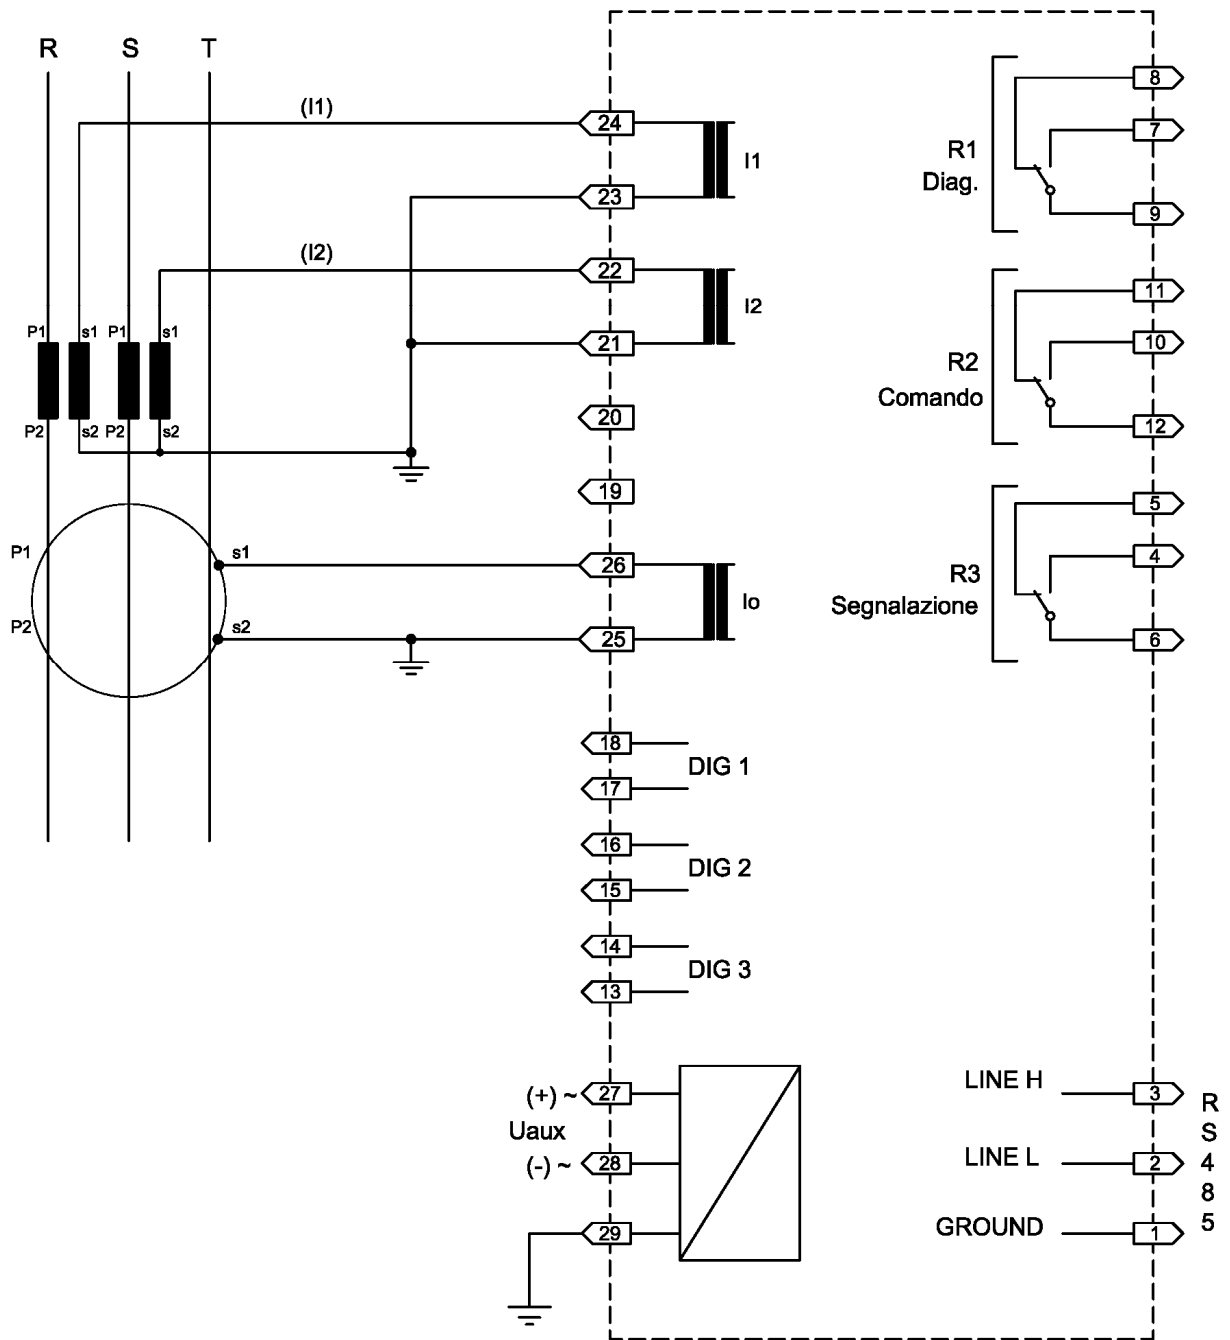 R S T
(I1)
24
I1
23
(I2)
22
I2
21
P1 s1 P1 s1
P2 s2 P2 s2
20
19
P1
s1
26
Io
P2
s2
25
18
DIG 1
17
16
DIG 2
15
14
DIG 3
13
(+) ~ 27
Uaux
(-) ~ 28
29
8
7
R1
Diag.
9
11
10
R2
Comando
12
5
4
R3
Segnalazione
6
LINE H 3
LINE L 2
GROUND 1
RS485